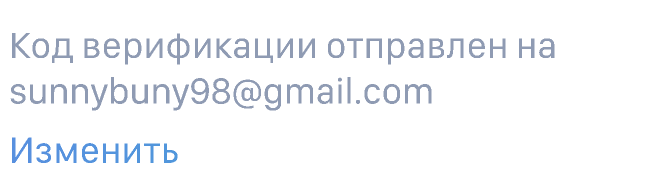 Код верификации отправлен на
sunnybuny98@gmail.com
Изменить